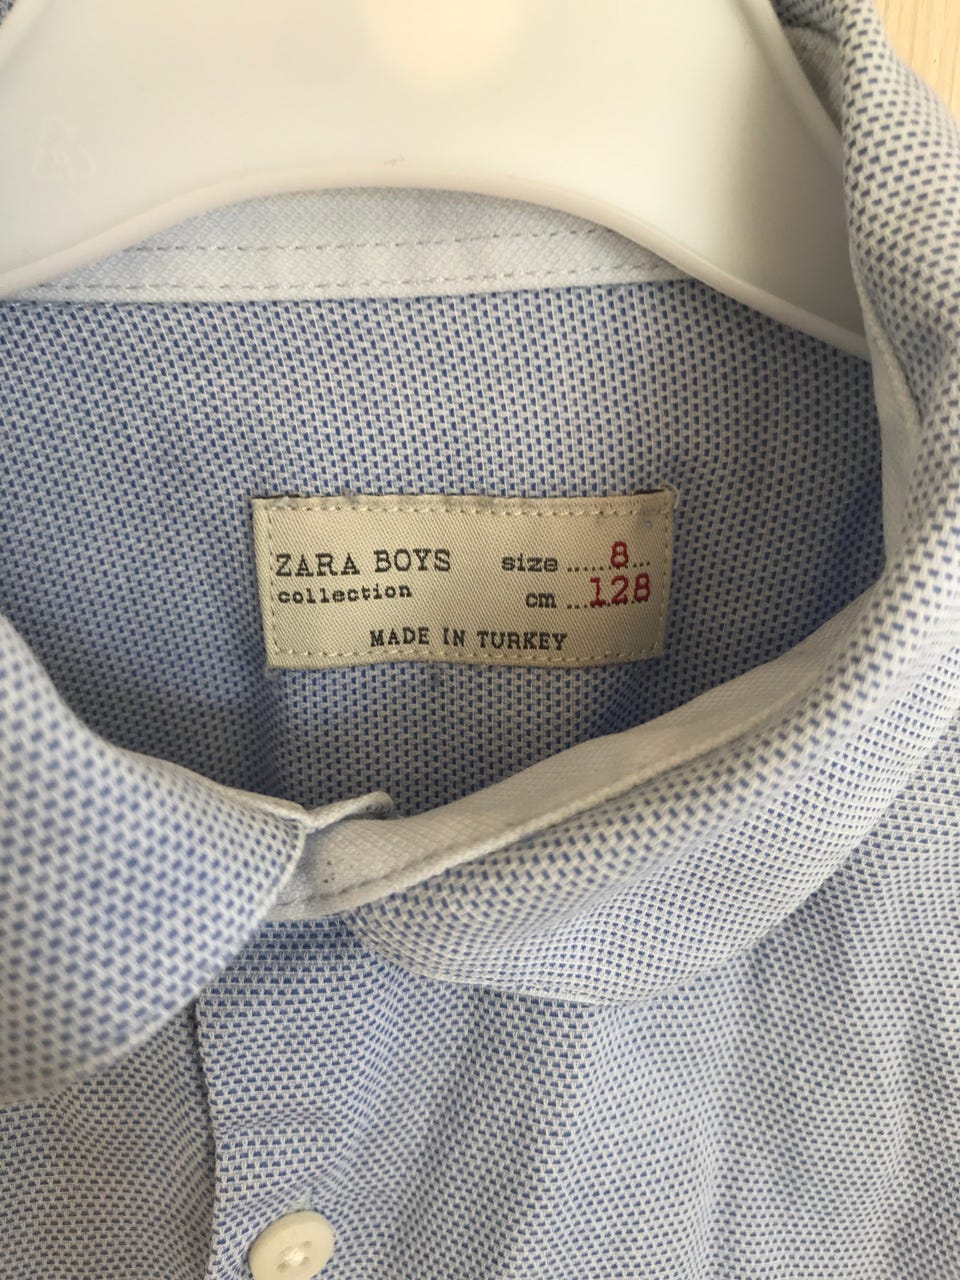 ZARA BOYS size.....8...
collection cm ...128
MADE IN TURKEY